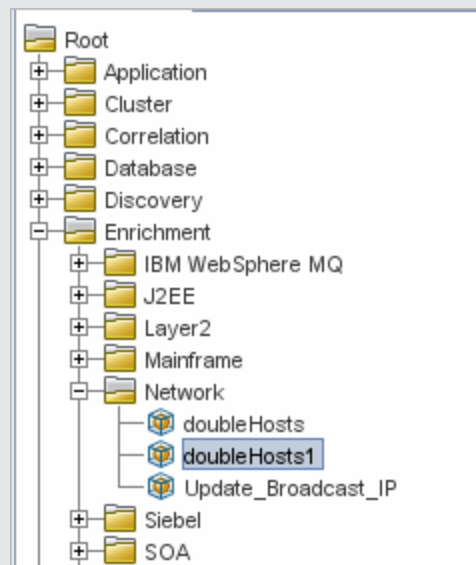 Root
Application
Cluster
Correlation
Database
Discovery
Enrichment
IBM WebSphere MQ
J2EE
Layer2
Mainframe
Network
doubleHosts
doubleHosts1
Update_Broadcast_IP
Siebel
SOA